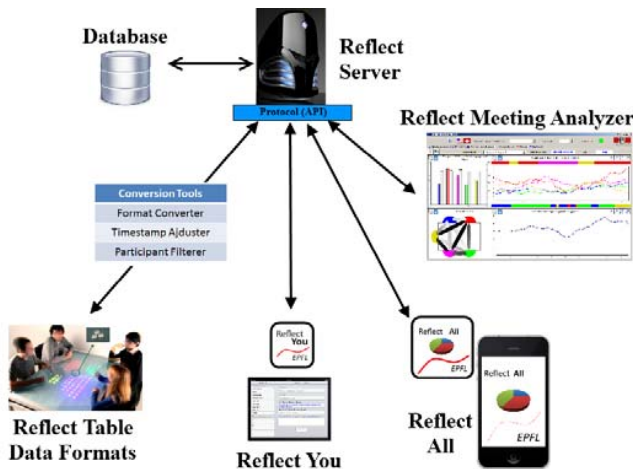 Database
Reflect
Server
Protocol (API)
Reflect Meeting Analyzer
Conversion Tools
Format Converter
Timestamp Ajduster
Participant Filterer
Reflect
You
EPFL
Reflect All
EPFL
Reflect All
EPFL
Reflect Table
Data Formats
Reflect You
Reflect
All